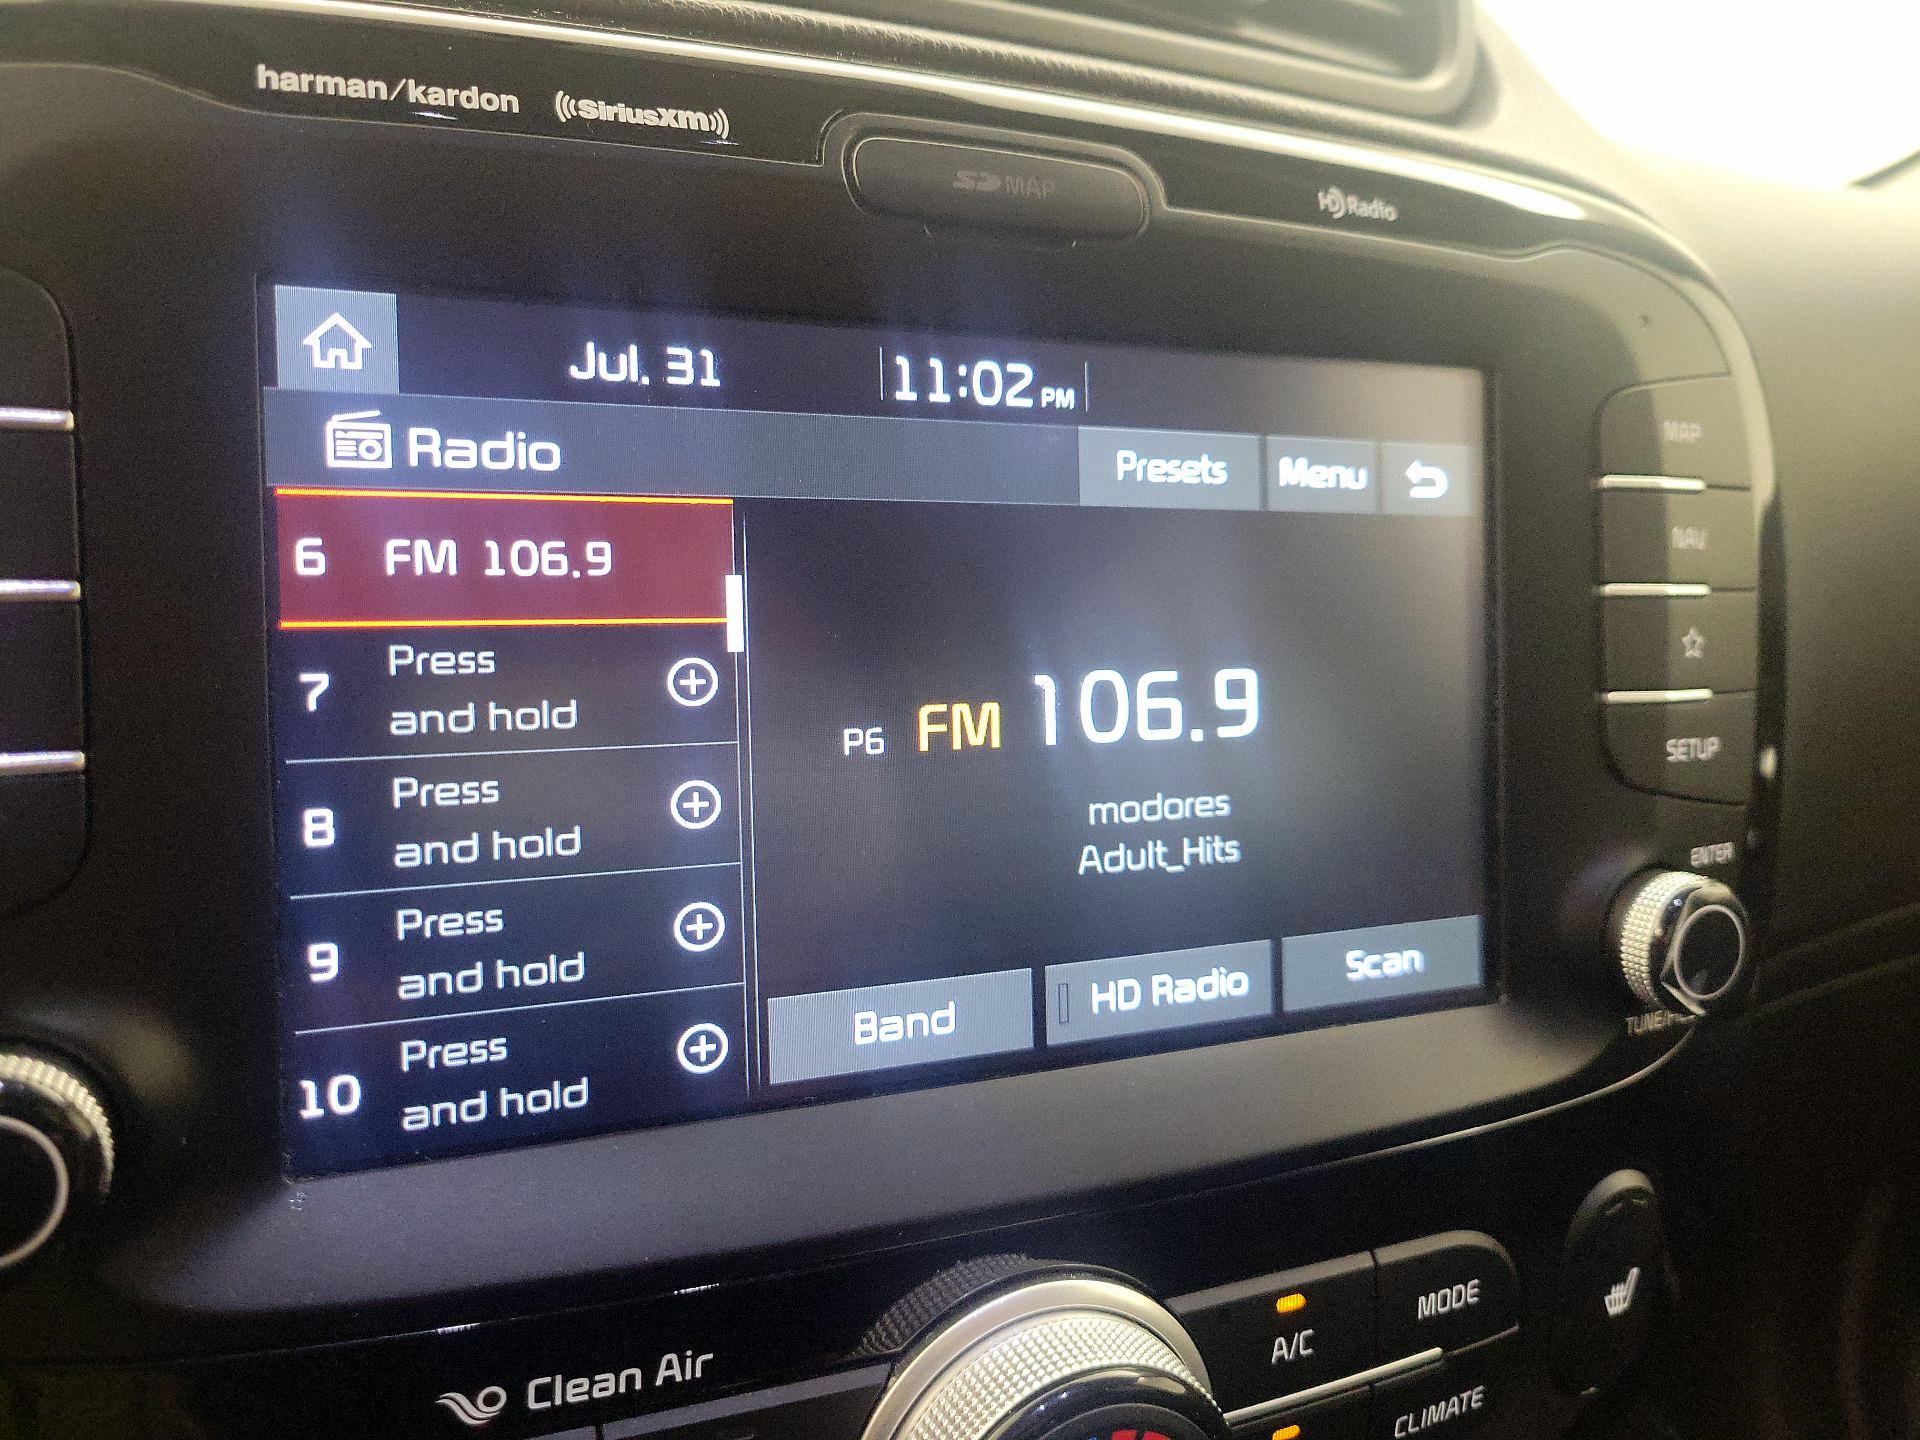 harman/kardon
((SiriusXM))
SD MAP
HD Radio
Jul. 31
11:02 PM
Radio
Presets
Menu
6 FM 106.9
7 Press
and hold
8 Press
and hold
9 Press
and hold
10 Press
and hold
P6 FM 106.9
modores
Adult_Hits
Band
HD Radio
Scan
MAP
NAV
SETUP
ENTER
Clean Air
A/C
MODE
CLIMATE